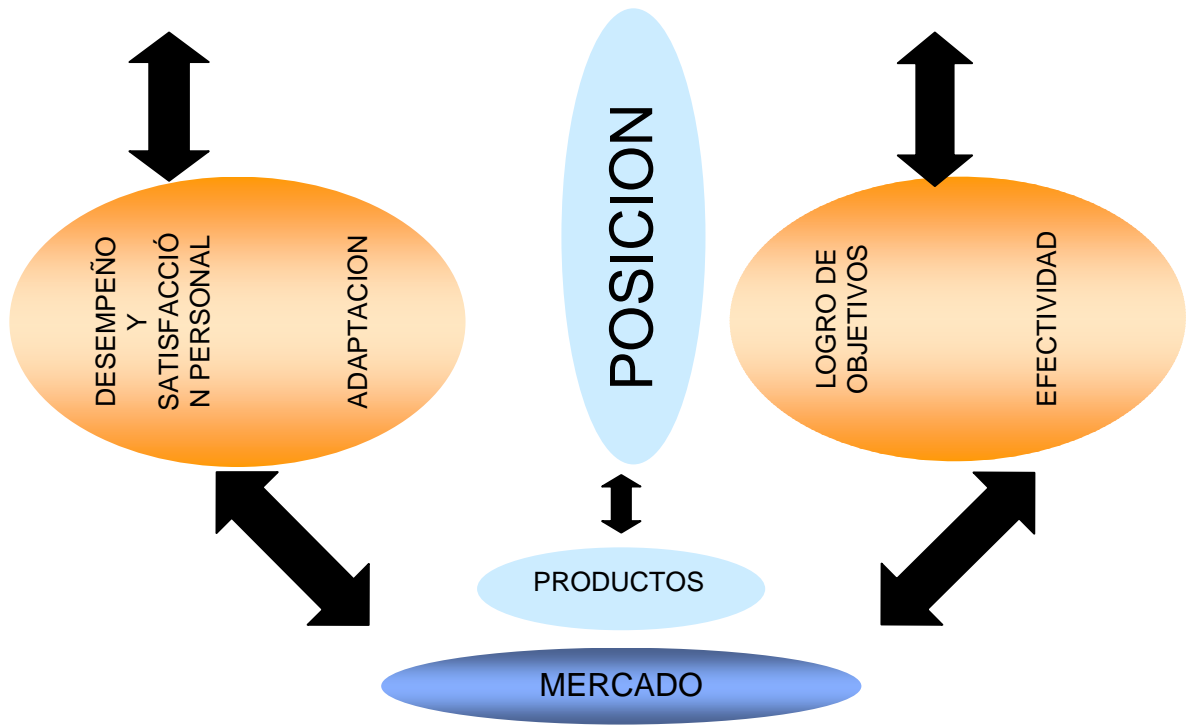 DESEMPEÑO
Y
SATISFACCIÓ
N PERSONAL
ADAPTACION
POSICION
LOGRO DE
OBJETIVOS
EFECTIVIDAD
PRODUCTOS
MERCADO